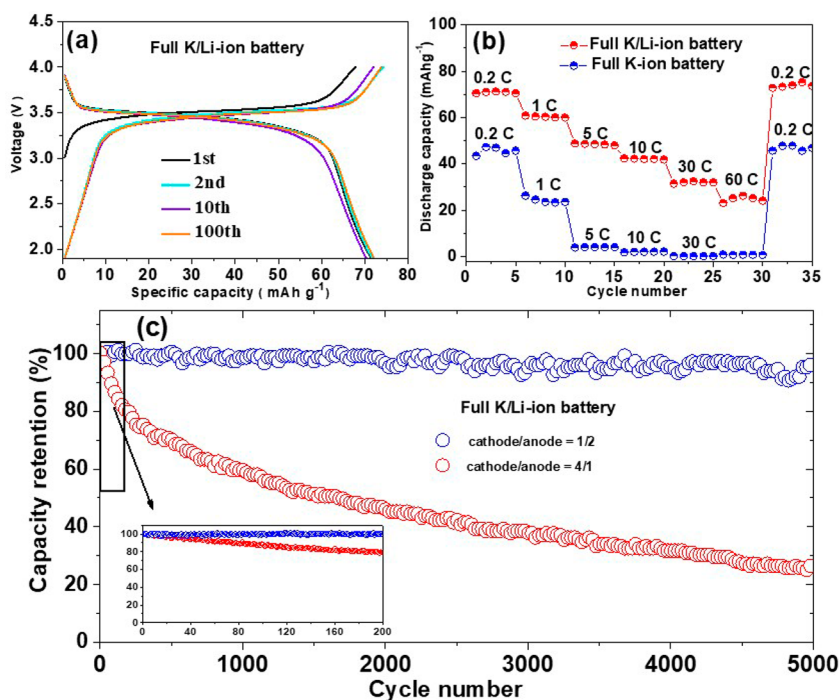 (a)
Full K/Li-ion battery
Voltage (V)
4.5
4.0
3.5
3.0
2.5
2.0
1st
2nd
10th
100th
0 10 20 30 40 50 60 70 80
Specific capacity ( mAh g-1)
(b)
Full K/Li-ion battery
Full K-ion battery
Discharge capacity (mAhg-1)
120
100
80
60
40
20
0
0.2 C
1 C
5 C
10 C
30 C
60 C
0.2 C
0.2 C
1 C
5 C
10 C
30 C
0.2 C
0 5 10 15 20 25 30 35
Cycle number
(c)
Capacity retention (%)
100
80
60
40
20
0
Full K/Li-ion battery
cathode/anode = 1/2
cathode/anode = 4/1
100
80
60
40
20
0
0 40 80 120 160 200
0 1000 2000 3000 4000 5000
Cycle number